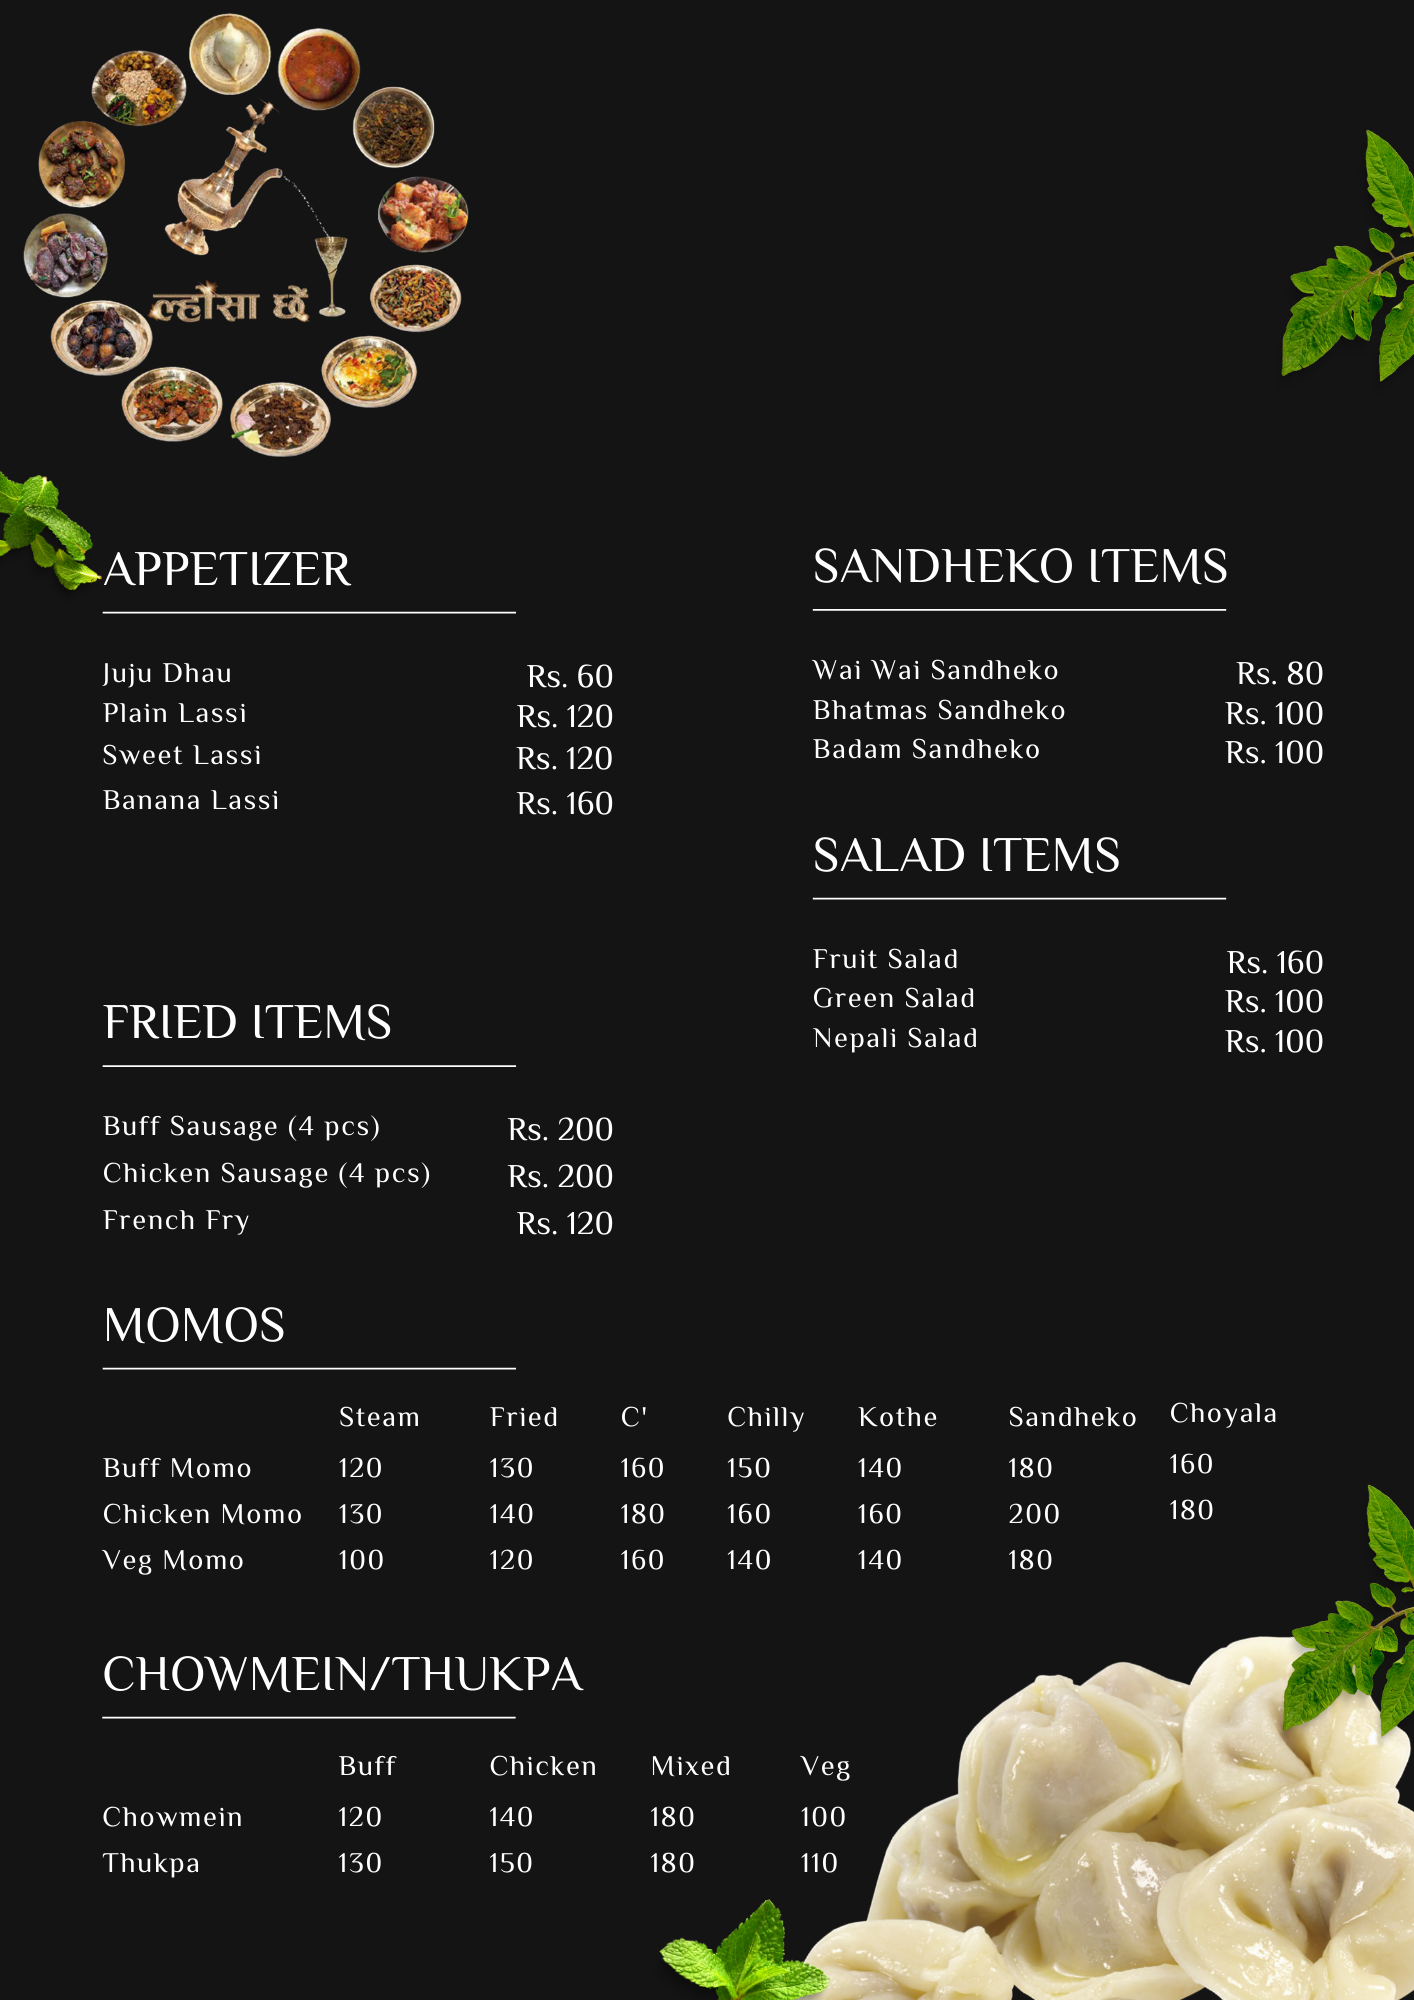 ल्हाँसा छेँ
APPETIZER
Juju Dhau Rs. 60
Plain Lassi Rs. 120
Sweet Lassi Rs. 120
Banana Lassi Rs. 160
SANDHEKO ITEMS
Wai Wai Sandheko Rs. 80
Bhatmas Sandheko Rs. 100
Badam Sandheko Rs. 100
SALAD ITEMS
Fruit Salad Rs. 160
Green Salad Rs. 100
Nepali Salad Rs. 100
FRIED ITEMS
Buff Sausage (4 pcs) Rs. 200
Chicken Sausage (4 pcs) Rs. 200
French Fry Rs. 120
MOMOS
Steam Fried C' Chilly Kothe Sandheko Choyala
Buff Momo 120 130 160 150 140 180 160
Chicken Momo 130 140 180 160 160 200 180
Veg Momo 100 120 160 140 140 180
CHOWMEIN/THUKPA
Buff Chicken Mixed Veg
Chowmein 120 140 180 100
Thukpa 130 150 180 110